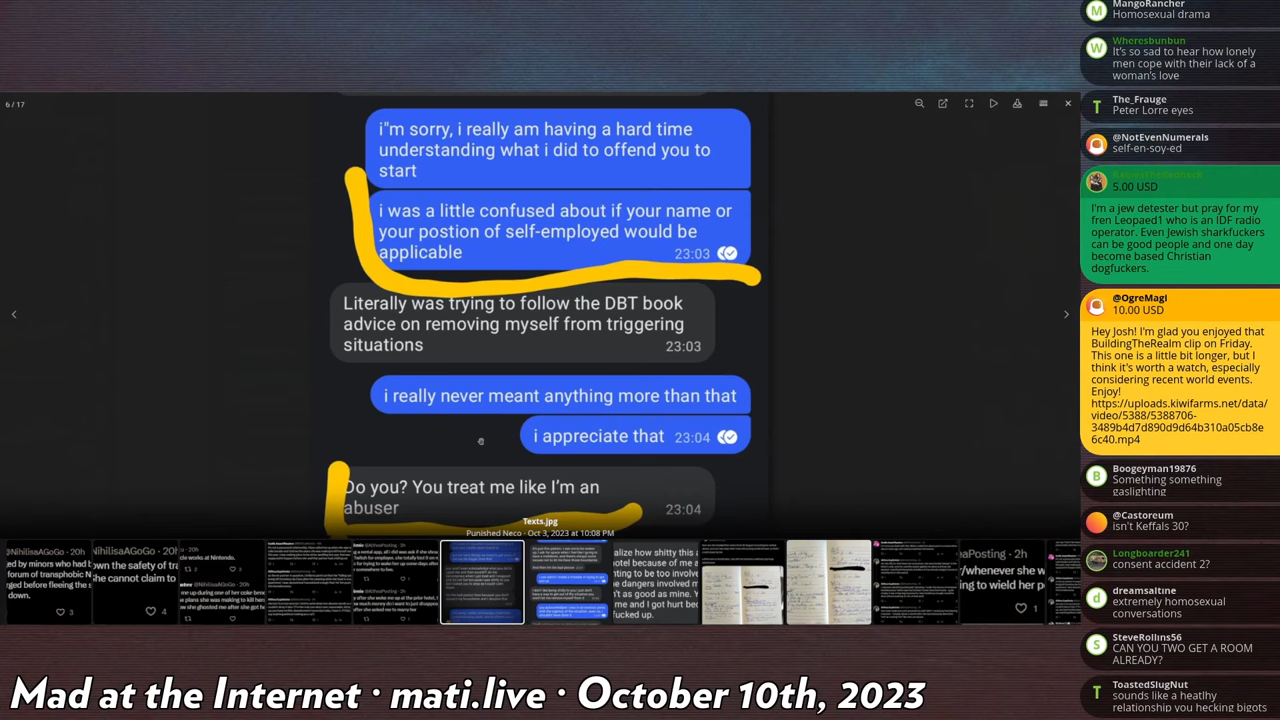 6 / 17
i"m sorry, i really am having a hard time
understanding what i did to offend you to
start
i was a little confused about if your name or
your postion of self-employed would be
applicable
23:03
Literally was trying to follow the DBT book
advice on removing myself from triggering
situations
23:03
i really never meant anything more than that
i appreciate that
23:04
Do you? You treat me like I'm an
abuser
23:04
Texts.jpg
Punished Neco · Oct 3, 2023 at 10:08 PM
Mad at the Internet · mati.live · October 10th, 2023
MangoRancher
Homosexual drama
Wheresbunbun
It's so sad to hear how lonely
men cope with their lack of a
woman's love
The_Frauge
Peter Lorre eyes
@NotEvenNumerals
self-en-soy-ed
5.00 USD
I'm a jew detester but pray for my
fren Leopaed1 who is an IDF radio
operator. Even Jewish sharkfuckers
can be good people and one day
become based Christian
dogfuckers.
@OgreMagi
10.00 USD
Hey Josh! I'm glad you enjoyed that
BuildingTheRealm clip on Friday.
This one is a little bit longer, but I
think it's worth a watch, especially
considering recent world events.
Enjoy!
https://uploads.kiwifarms.net/data/
video/5388/5388706-
3489b4d7d890d9d64b310a05cb8e
6c40.mp4
Boogeyman19876
Something something
gaslighting
@Castoreum
Isn't Keffals 30?
Longboarder241
consoomer of C??
dreamsaltine
extremely homosexual
conversations
SteveRollins56
CAN YOU TWO GET A ROOM
ALREADY?
ToastedSlugNut
sounds like a heatlhy
relationship you hecking bigots